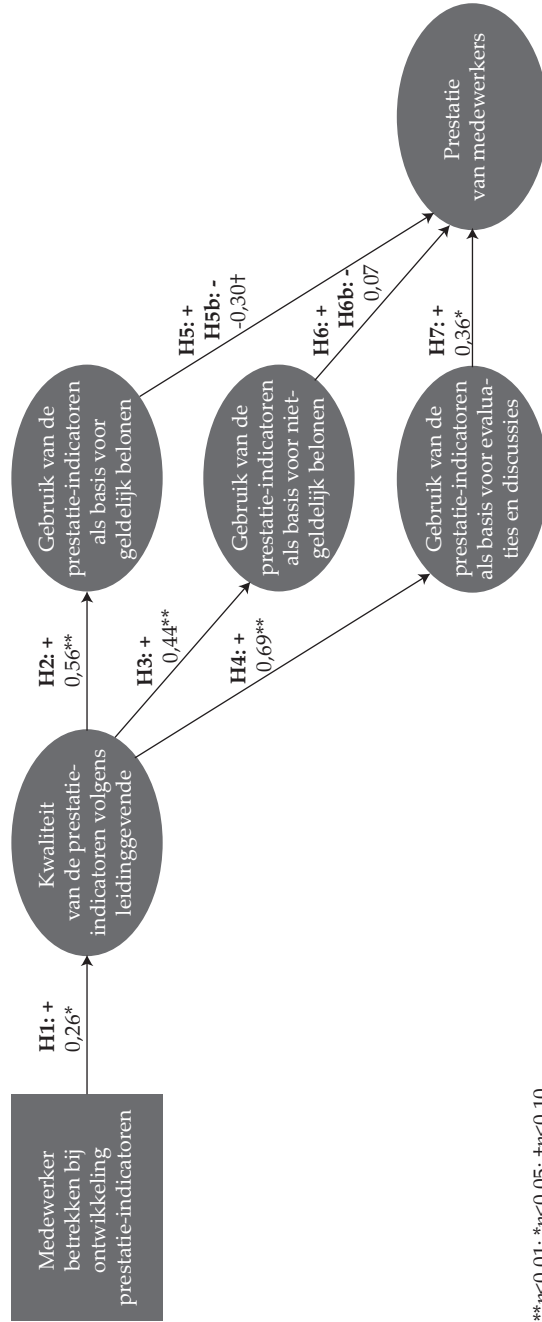 Medewerker
betrekken bij
ontwikkeling
prestatie-indicatoren
H1: +
0,26*
Kwaliteit
van de prestatie-
indicatoren volgens
leidinggevende
H2: +
0,56**
H3: +
0,44**
H4: +
0,69**
Gebruik van de
prestatie-indicatoren
als basis voor
geldelijk belonen
Gebruik van de
prestatie-indicatoren
als basis voor niet-
geldelijk belonen
Gebruik van de
prestatie-indicatoren
als basis voor evalua-
ties en discussies
H5: +
H5b: -
-0,30†
H6: +
H6b: -
0,07
H7: +
0,36*
Prestatie
van medewerkers
**p<0,01; *p<0,05; †p<0,10